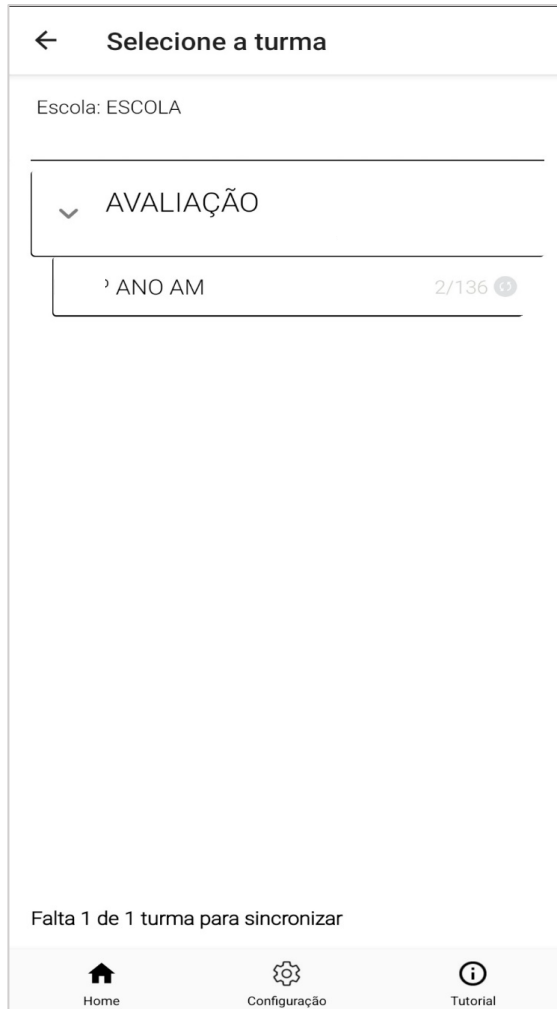 Selecione a turma
Escola: ESCOLA
AVALIAÇÃO
º ANO AM 2/136
Falta 1 de 1 turma para sincronizar
Home Configuração Tutorial